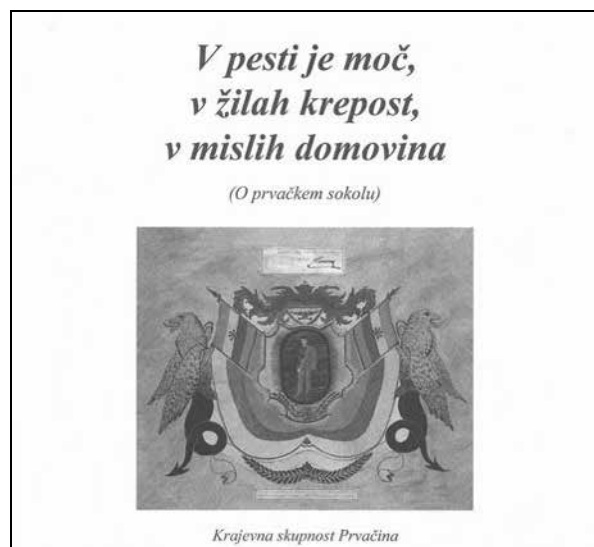 V pesti je moč,
v žilah krepost,
v mislih domovina
(O prvačkem sokolu)
Krajevna skupnost Prvačina